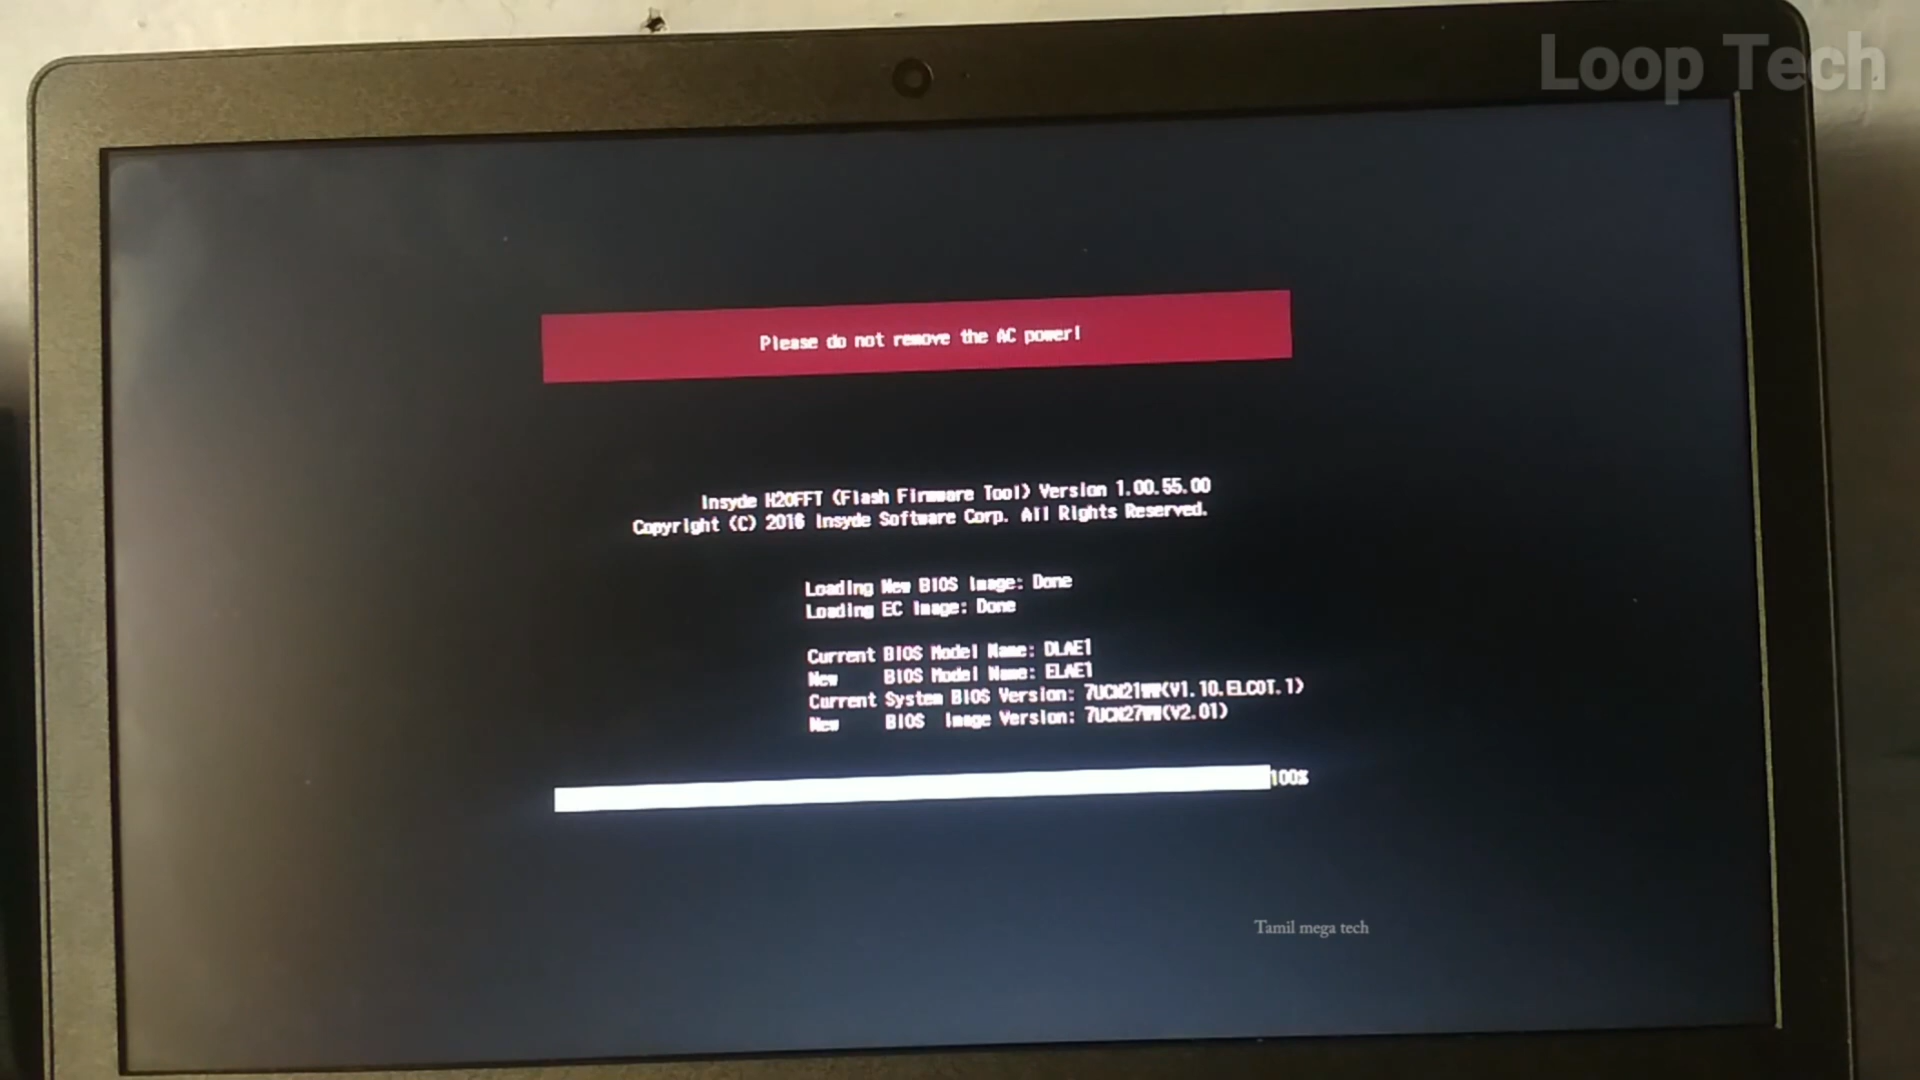 Loop Tech
Please do not remove the AC power!
Insyde H2OFFT (Flash Firmware Tool) Version 1.00.55.00
Copyright (C) 2016 Insyde Software Corp. All Rights Reserved.
Loading New BIOS Image: Done
Loading EC Image: Done
Current BIOS Model Name: DLAE1
New BIOS Model Name: ELAE1
Current System BIOS Version: 7UCN21WW(V1.10.ELCOT.1)
New BIOS Image Version: 7UCN27WW(V2.01)
100%
Tamil mega tech